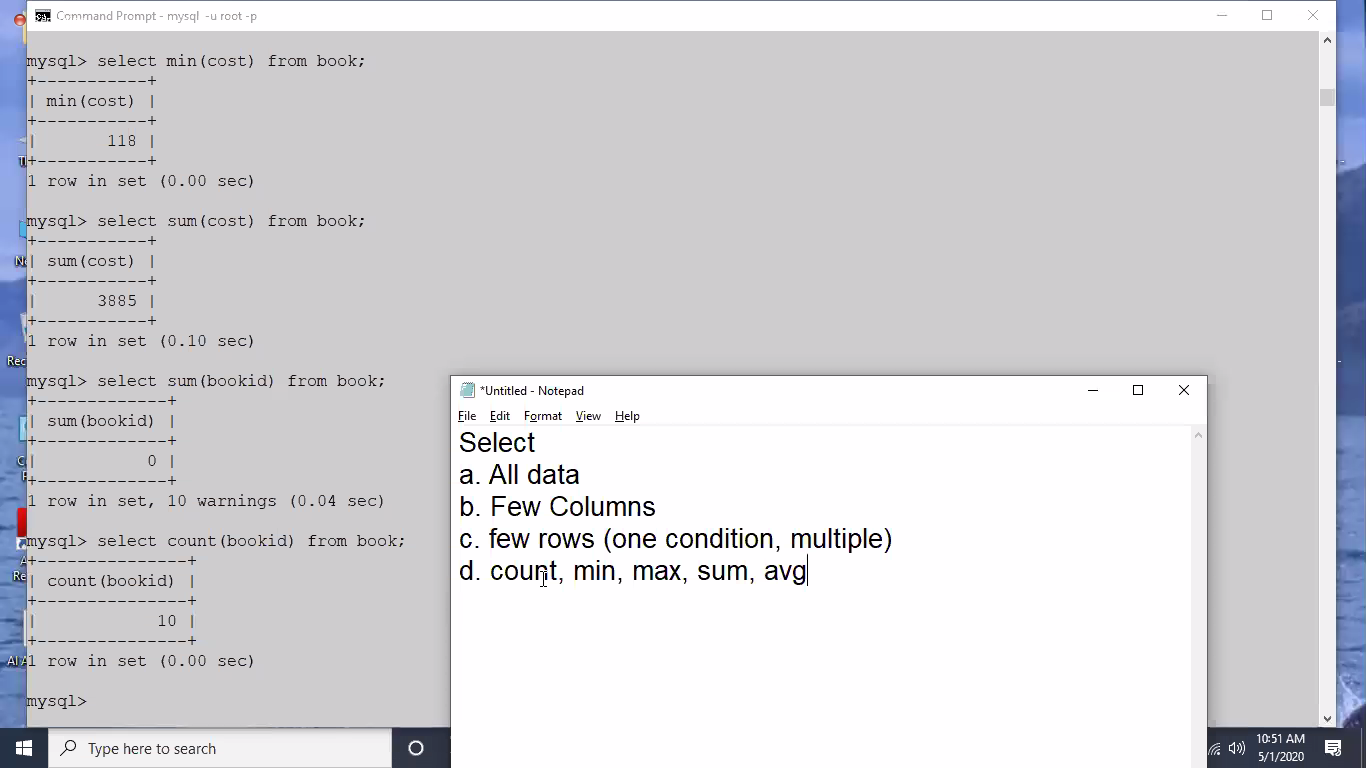 Command Prompt - mysql  -u root -p
mysql> select min(cost) from book;
+-----------+
| min(cost) |
+-----------+
|       118 |
+-----------+
1 row in set (0.00 sec)
mysql> select sum(cost) from book;
+-----------+
| sum(cost) |
+-----------+
|      3885 |
+-----------+
1 row in set (0.10 sec)
mysql> select sum(bookid) from book;
+-------------+
| sum(bookid) |
+-------------+
|           0 |
+-------------+
1 row in set, 10 warnings (0.04 sec)
mysql> select count(bookid) from book;
+---------------+
| count(bookid) |
+---------------+
|            10 |
+---------------+
1 row in set (0.00 sec)
mysql>
*Untitled - Notepad
File Edit Format View Help
Select
a. All data
b. Few Columns
c. few rows (one condition, multiple)
d. count, min, max, sum, avg
Type here to search
10:51 AM
5/1/2020